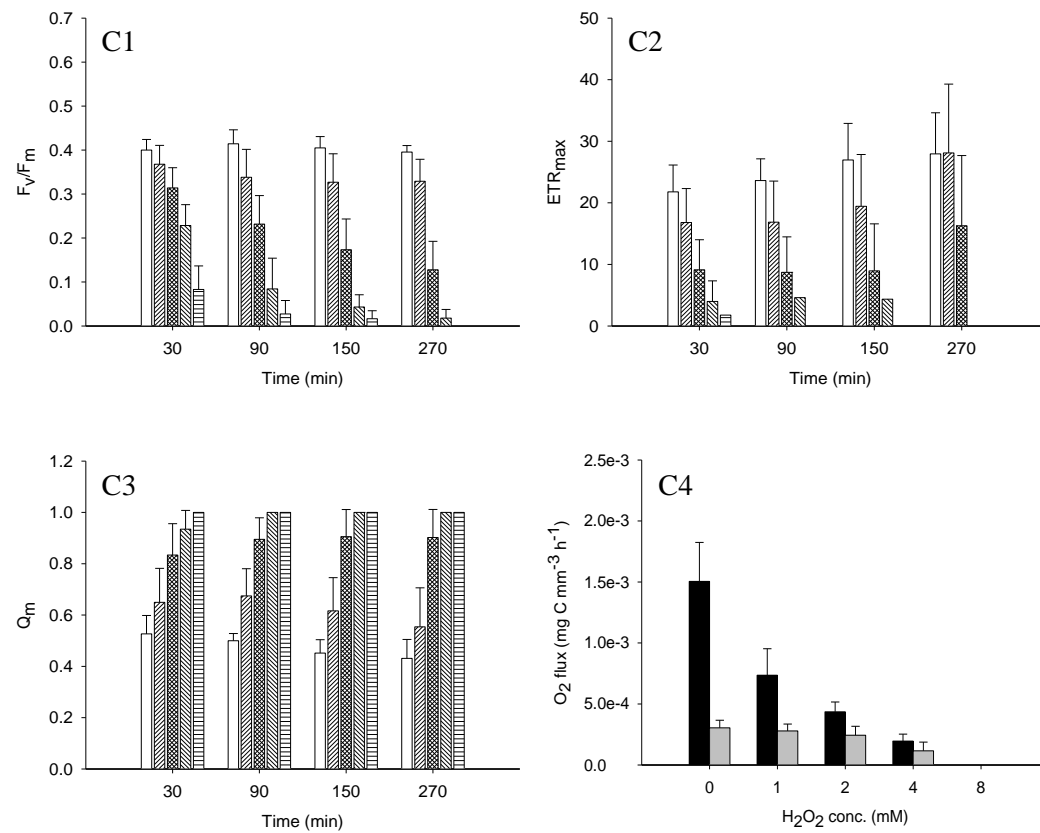 C1
0.7
0.6
0.5
0.4
0.3
0.2
0.1
0.0
Fv/Fm
30 90 150 270
Time (min)
C2
50
40
30
20
10
0
ETRmax
30 90 150 270
Time (min)
C3
1.2
1.0
0.8
0.6
0.4
0.2
0.0
Qm
30 90 150 270
Time (min)
C4
2.5e-3
2.0e-3
1.5e-3
1.0e-3
5.0e-4
0.0
O2 flux (mg C mm-3 h-1)
0 1 2 4 8
H2O2 conc. (mM)